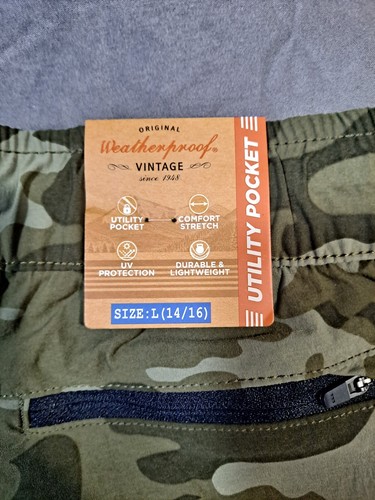 ORIGINAL
Weatherproof®
VINTAGE
since 1948
UTILITY
POCKET
COMFORT
STRETCH
UV
PROTECTION
DURABLE &
LIGHTWEIGHT
SIZE:L(14/16)
UTILITY POCKET